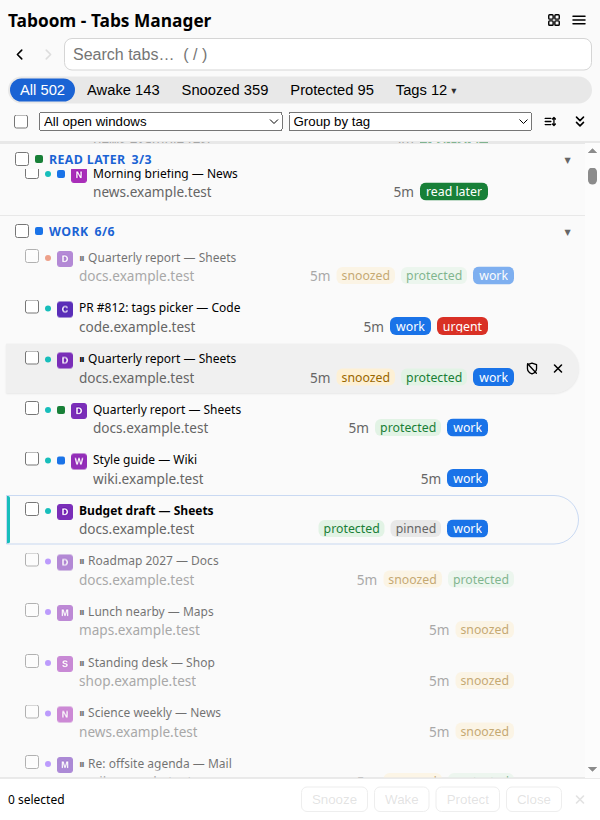 Taboom - Tabs Manager
Search tabs… ( / )
All 502 Awake 143 Snoozed 359 Protected 95 Tags 12 ▾
All open windows Group by tag
READ LATER 3/3 ▼
N Morning briefing — News
news.example.test 5m read later
WORK 6/6 ▼
D Quarterly report — Sheets
docs.example.test 5m snoozed protected work
C PR #812: tags picker — Code
code.example.test 5m work urgent
D Quarterly report — Sheets
docs.example.test 5m snoozed protected work
D Quarterly report — Sheets
docs.example.test 5m protected work
W Style guide — Wiki
wiki.example.test 5m work
D Budget draft — Sheets
docs.example.test protected pinned work
D Roadmap 2027 — Docs
docs.example.test 5m snoozed protected
M Lunch nearby — Maps
maps.example.test 5m snoozed
S Standing desk — Shop
shop.example.test 5m snoozed
N Science weekly — News
news.example.test 5m snoozed
M Re: offsite agenda — Mail
0 selected Snooze Wake Protect Close ✕